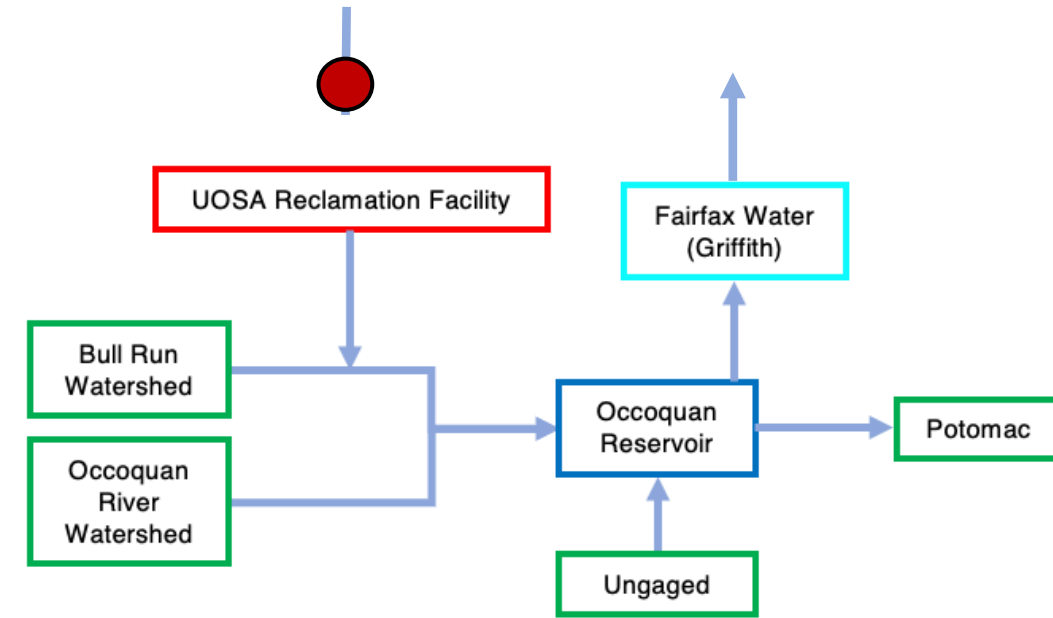 UOSA Reclamation Facility
Fairfax Water
(Griffith)
Bull Run
Watershed
Occoquan
Reservoir
Potomac
Occoquan
River
Watershed
Ungaged